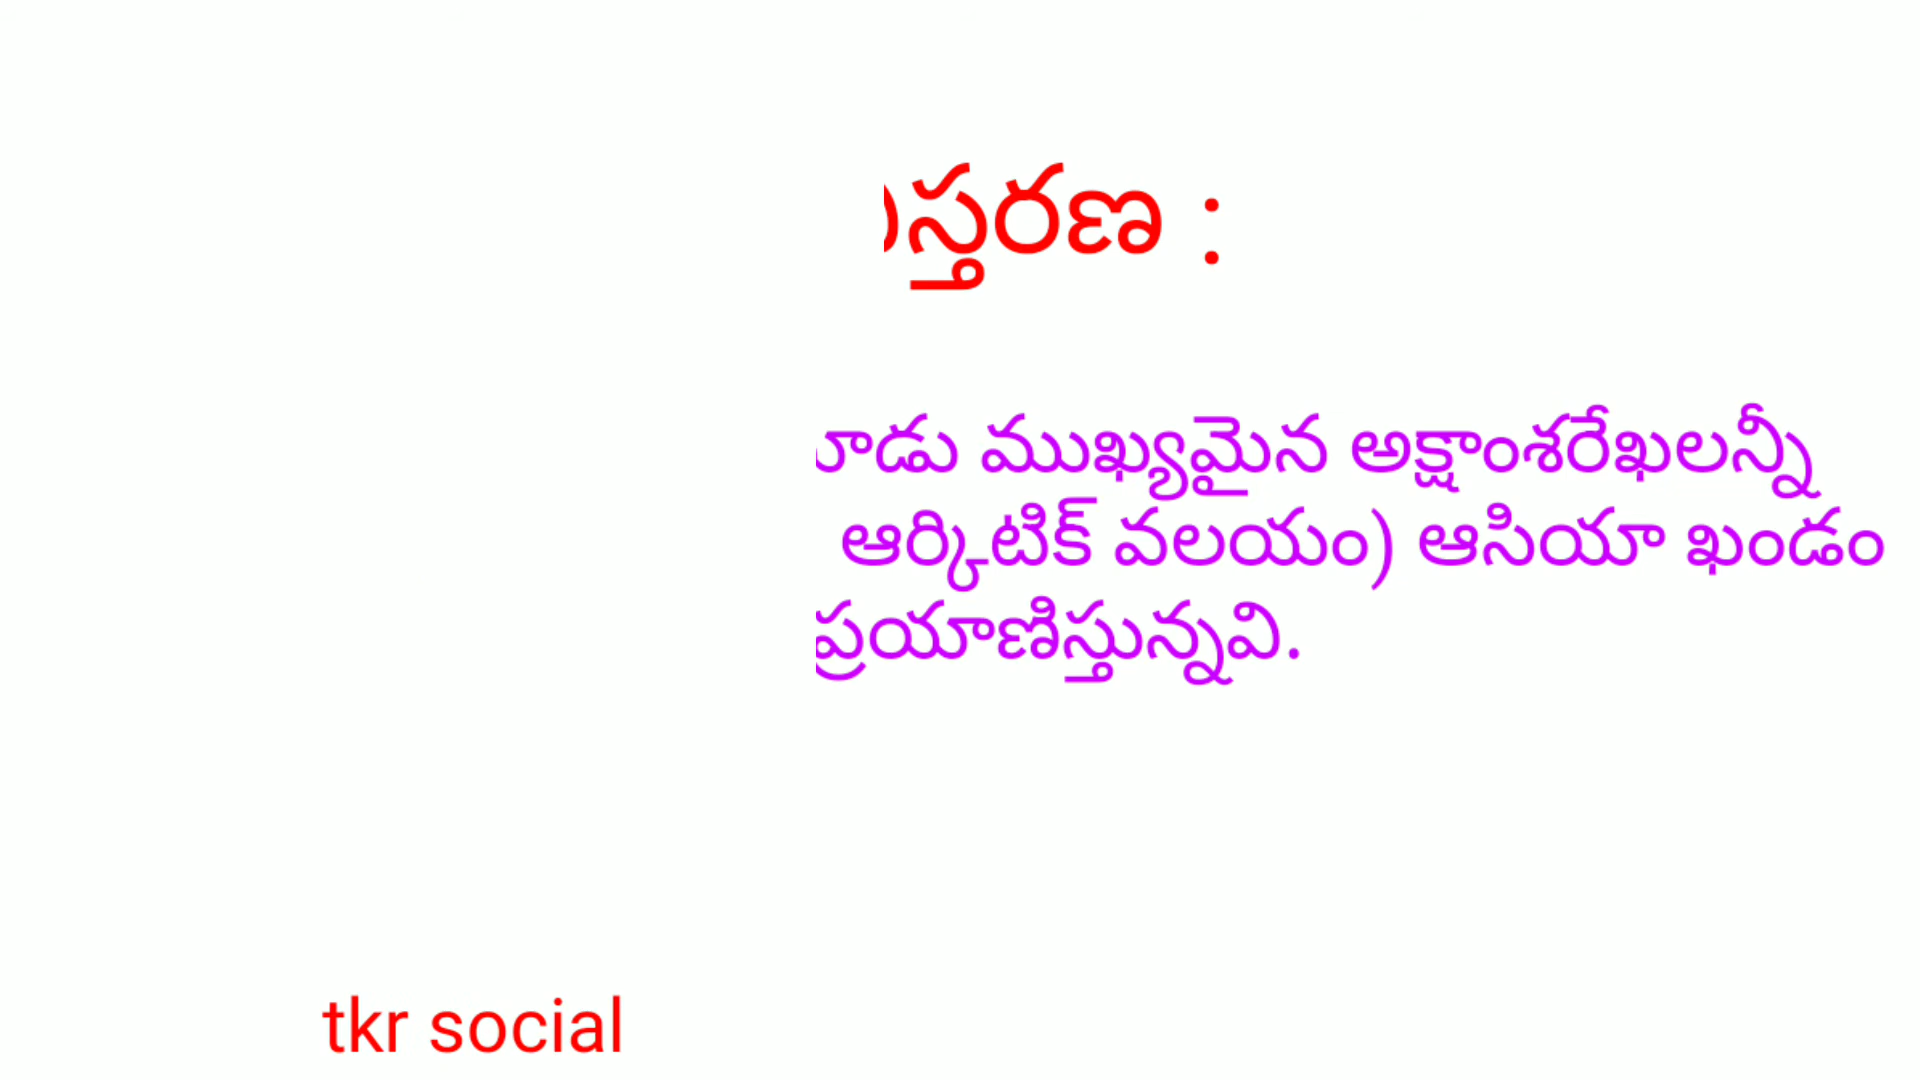 స్తరణ :
ముఖ్యమైన అక్షాంశరేఖలన్నీ
ఆర్కిటిక్ వలయం) ఆసియా ఖండం
ప్రయాణిస్తున్నవి.
tkr social